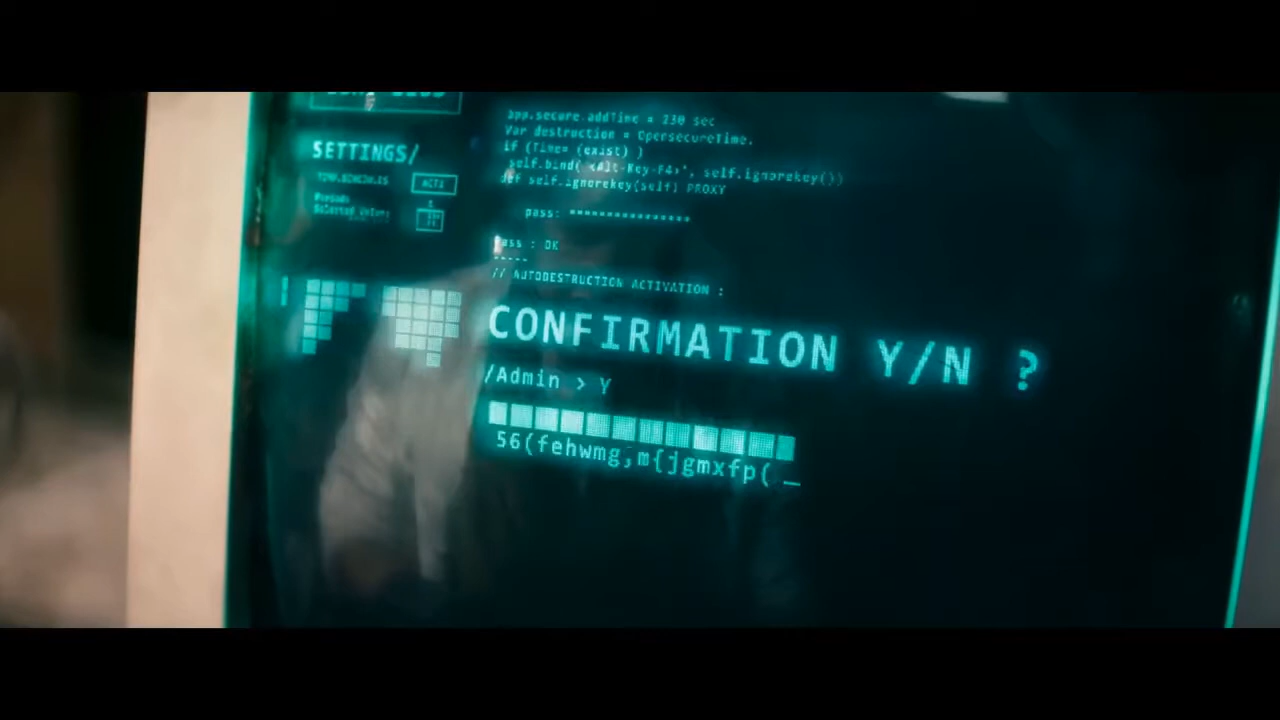 SETTINGS/
App.secure.addTime = 230 sec
Var destruction = OpensecureTime.
if (Time= (exist) )
self.bind( <Alt-Key-F4>", self.ignorekey())
def self.ignorekey(self) PROXY
pass: ****************
Pass : OK
-----
// AUTODESTRUCTION ACTIVATION :
CONFIRMATION Y/N ?
/Admin > Y
56(fehwmg;m{jgmxfp( _